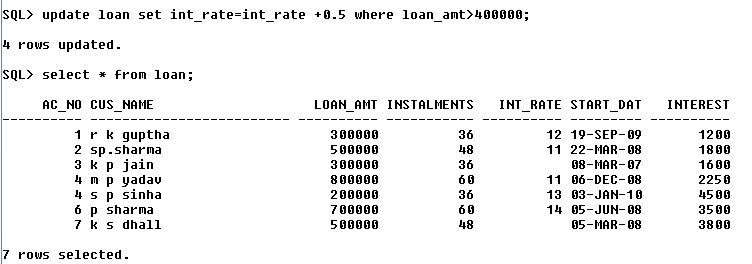 SQL> update loan set int_rate=int_rate +0.5 where loan_amt>400000;
4 rows updated.
SQL> select * from loan;
AC_NO CUS_NAME LOAN_AMT INSTALMENTS INT_RATE START_DAT INTEREST
---------- ------------------------------ ---------- ----------- ---------- --------- ----------
1 r k guptha 300000 36 12 19-SEP-09 1200
2 sp.sharma 500000 48 11 22-MAR-08 1800
3 k p jain 300000 36 08-MAR-07 1600
4 m p yadav 800000 60 11 06-DEC-08 2250
4 s p sinha 200000 36 13 03-JAN-10 4500
6 p sharma 700000 60 14 05-JUN-08 3500
7 k s dhall 500000 48 05-MAR-08 3800
7 rows selected.